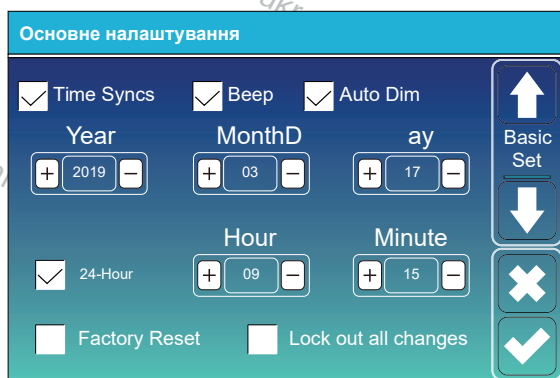 Основне налаштування
Time Syncs Beep Auto Dim
Year MonthD ay
+ 2019 − + 03 − + 17 −
Basic
Set
Hour Minute
24-Hour + 09 − + 15 −
Factory Reset Lock out all changes